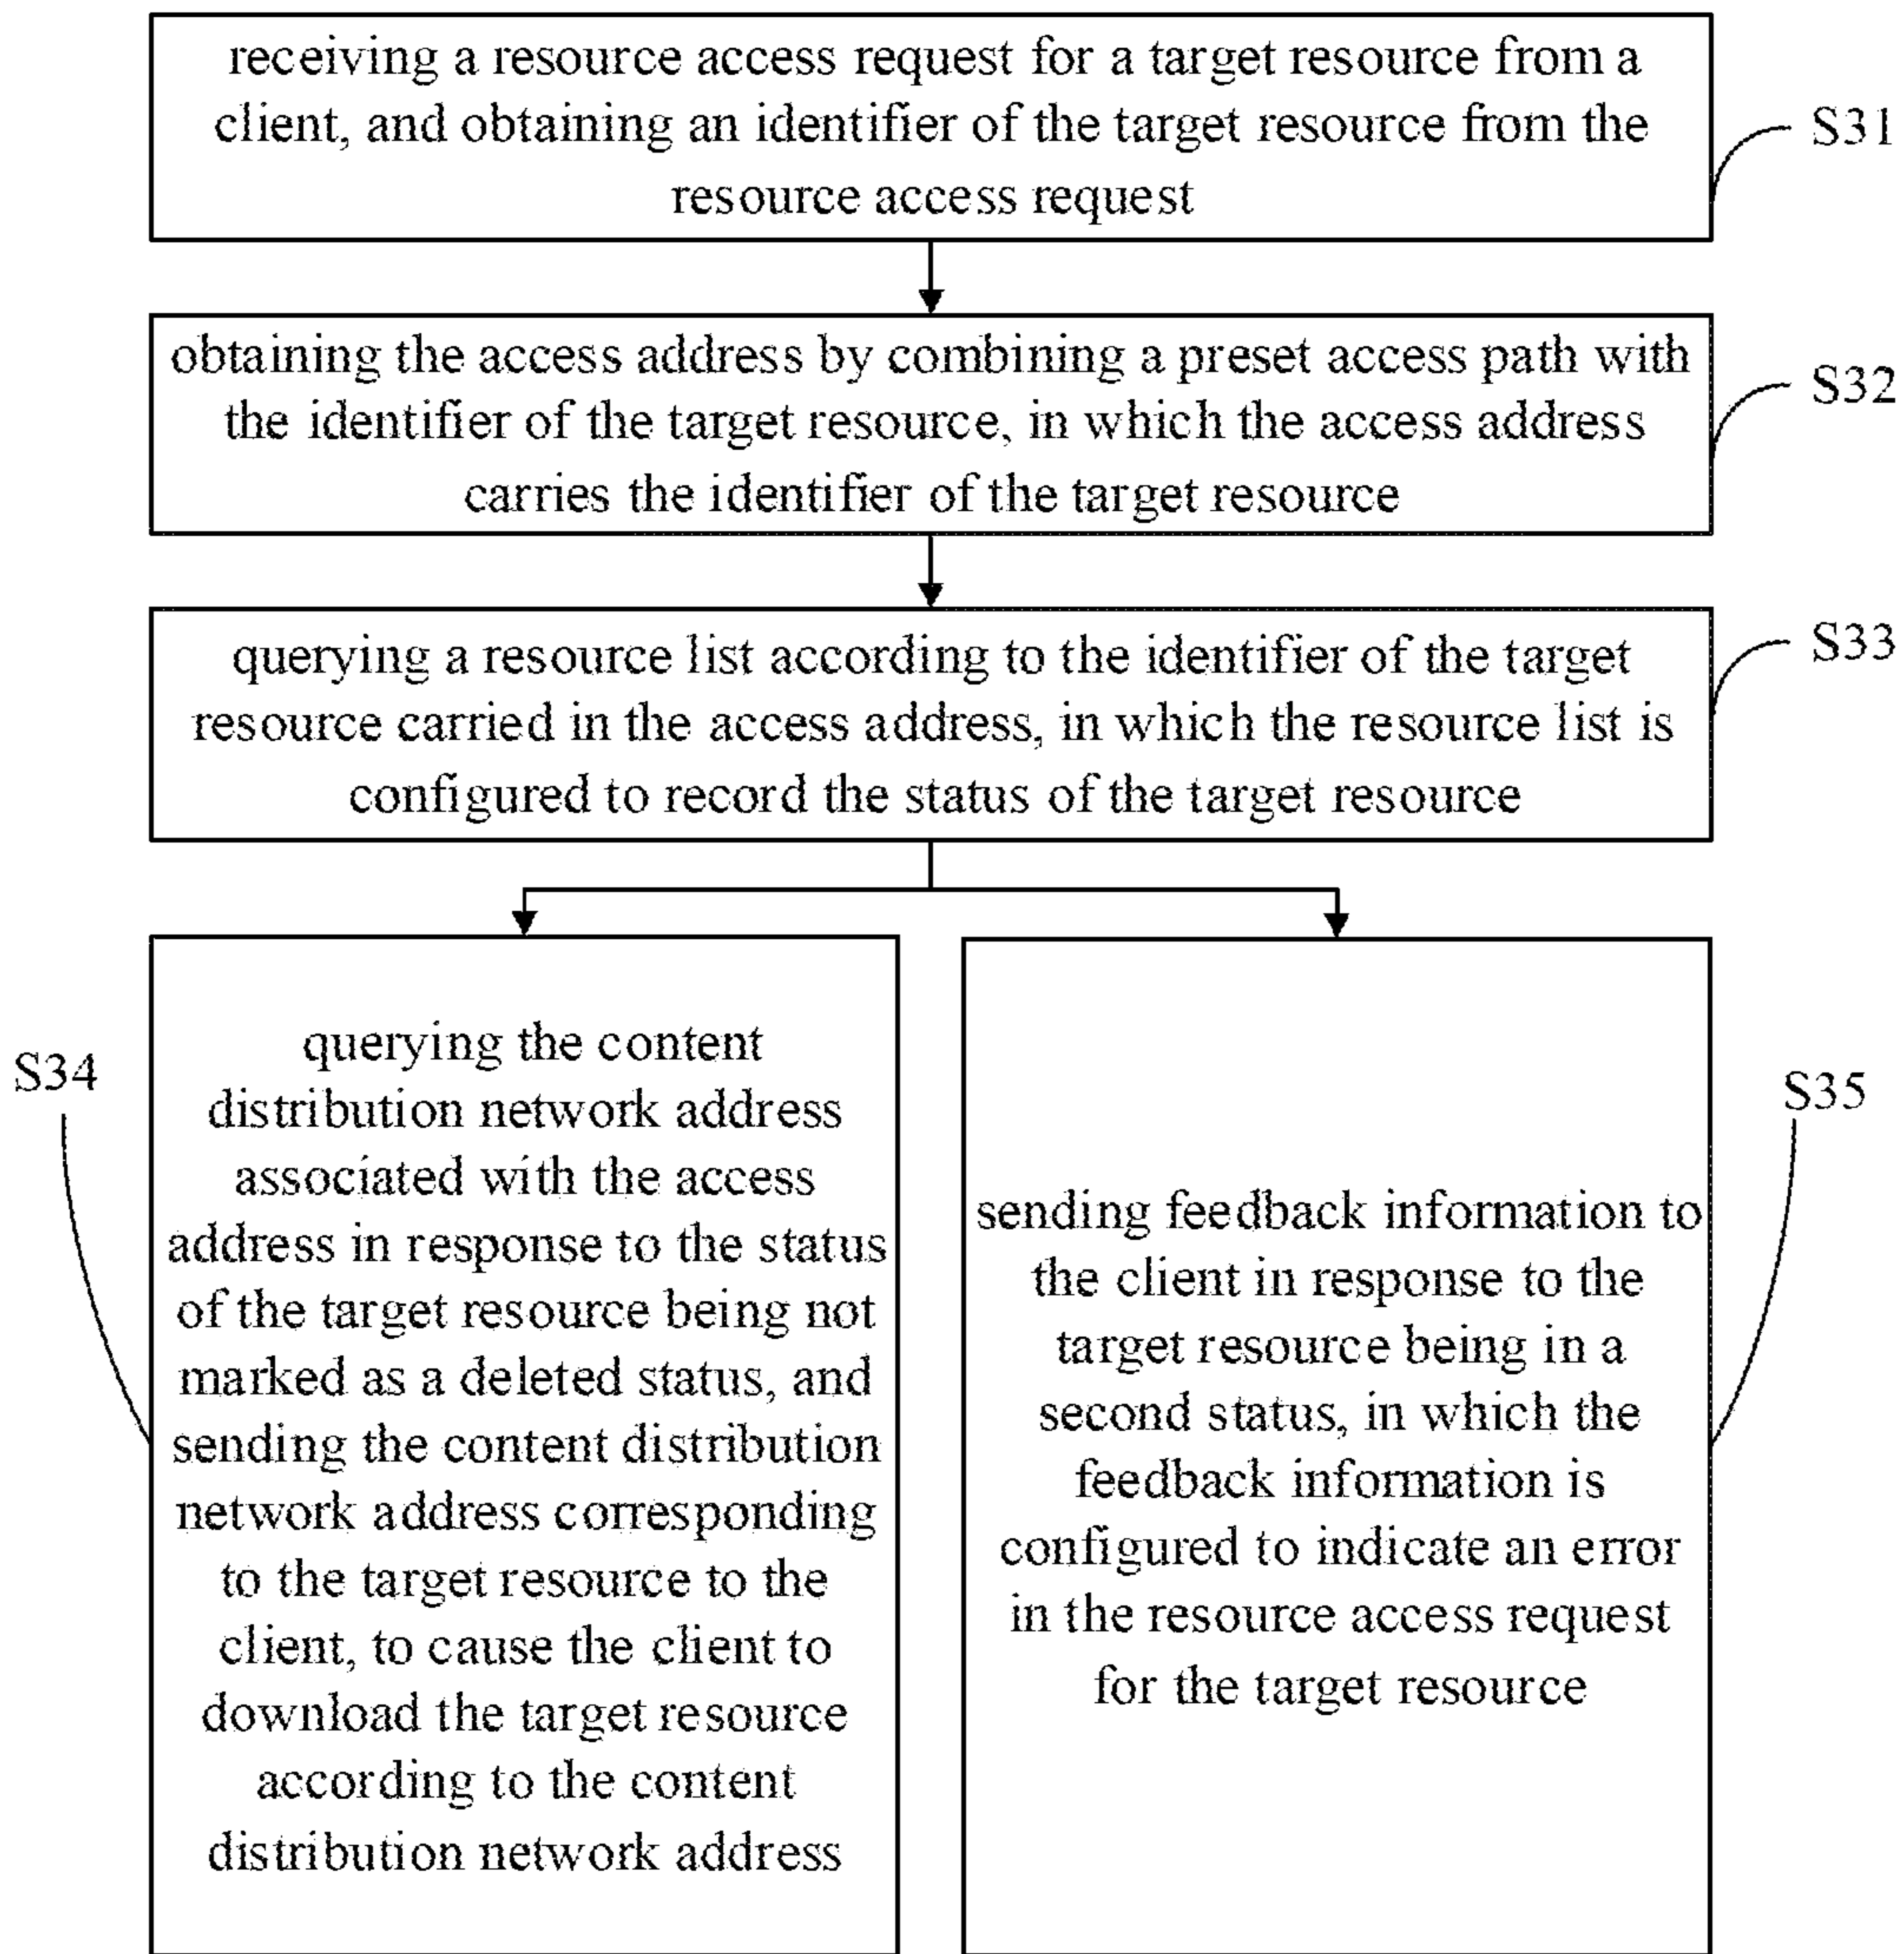 receiving a resource access request for a target resource from a
client, and obtaining an identifier of the target resource from the
resource access request
S31
obtaining the access address by combining a preset access path with
the identifier of the target resource, in which the access address
carries the identifier of the target resource
S32
querying a resource list according to the identifier of the target
resource carried in the access address, in which the resource list is
configured to record the status of the target resource
S33
S34
querying the content
distribution network address
associated with the access
address in response to the status
of the target resource being not
marked as a deleted status, and
sending the content distribution
network address corresponding
to the target resource to the
client, to cause the client to
download the target resource
according to the content
distribution network address
sending feedback information to
the client in response to the
target resource being in a
second status, in which the
feedback information is
configured to indicate an error
in the resource access request
for the target resource
S35